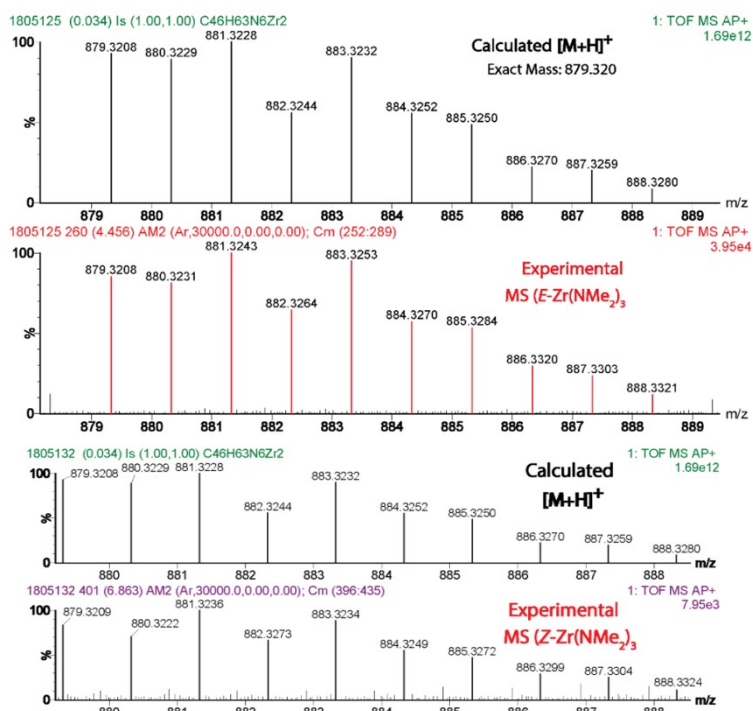 1805125 (0.034) Is (1.00,1.00) C46H63N6Zr2
1: TOF MS AP+
1.69e12
881.3228
879.3208
880.3229
883.3232
882.3244
884.3252
885.3250
886.3270
887.3259
888.3280
Calculated [M+H]+
Exact Mass: 879.320
100
%
0
879 880 881 882 883 884 885 886 887 888 889
m/z
1805125 260 (4.456) AM2 (Ar,30000.0,0.00,0.00); Cm (252:289)
1: TOF MS AP+
3.95e4
881.3243
883.3253
879.3208
880.3231
882.3264
884.3270
885.3284
886.3320
887.3303
888.3321
Experimental
MS (E-Zr(NMe2)3
100
%
0
879 880 881 882 883 884 885 886 887 888 889
m/z
1805132 (0.034) Is (1.00,1.00) C46H63N6Zr2
1: TOF MS AP+
1.69e12
879.3208
880.3229
881.3228
883.3232
882.3244
884.3252
885.3250
886.3270
887.3259
888.3280
Calculated
[M+H]+
100
%
0
880 881 882 883 884 885 886 887 888
m/z
1805132 401 (6.863) AM2 (Ar,30000.0,0.00,0.00); Cm (396:435)
1: TOF MS AP+
7.95e3
881.3236
879.3209
880.3222
883.3234
882.3273
884.3249
885.3272
886.3299
887.3304
888.3324
Experimental
MS (Z-Zr(NMe2)3
100
%
0
880 881 882 883 884 885 886 887 888
m/z